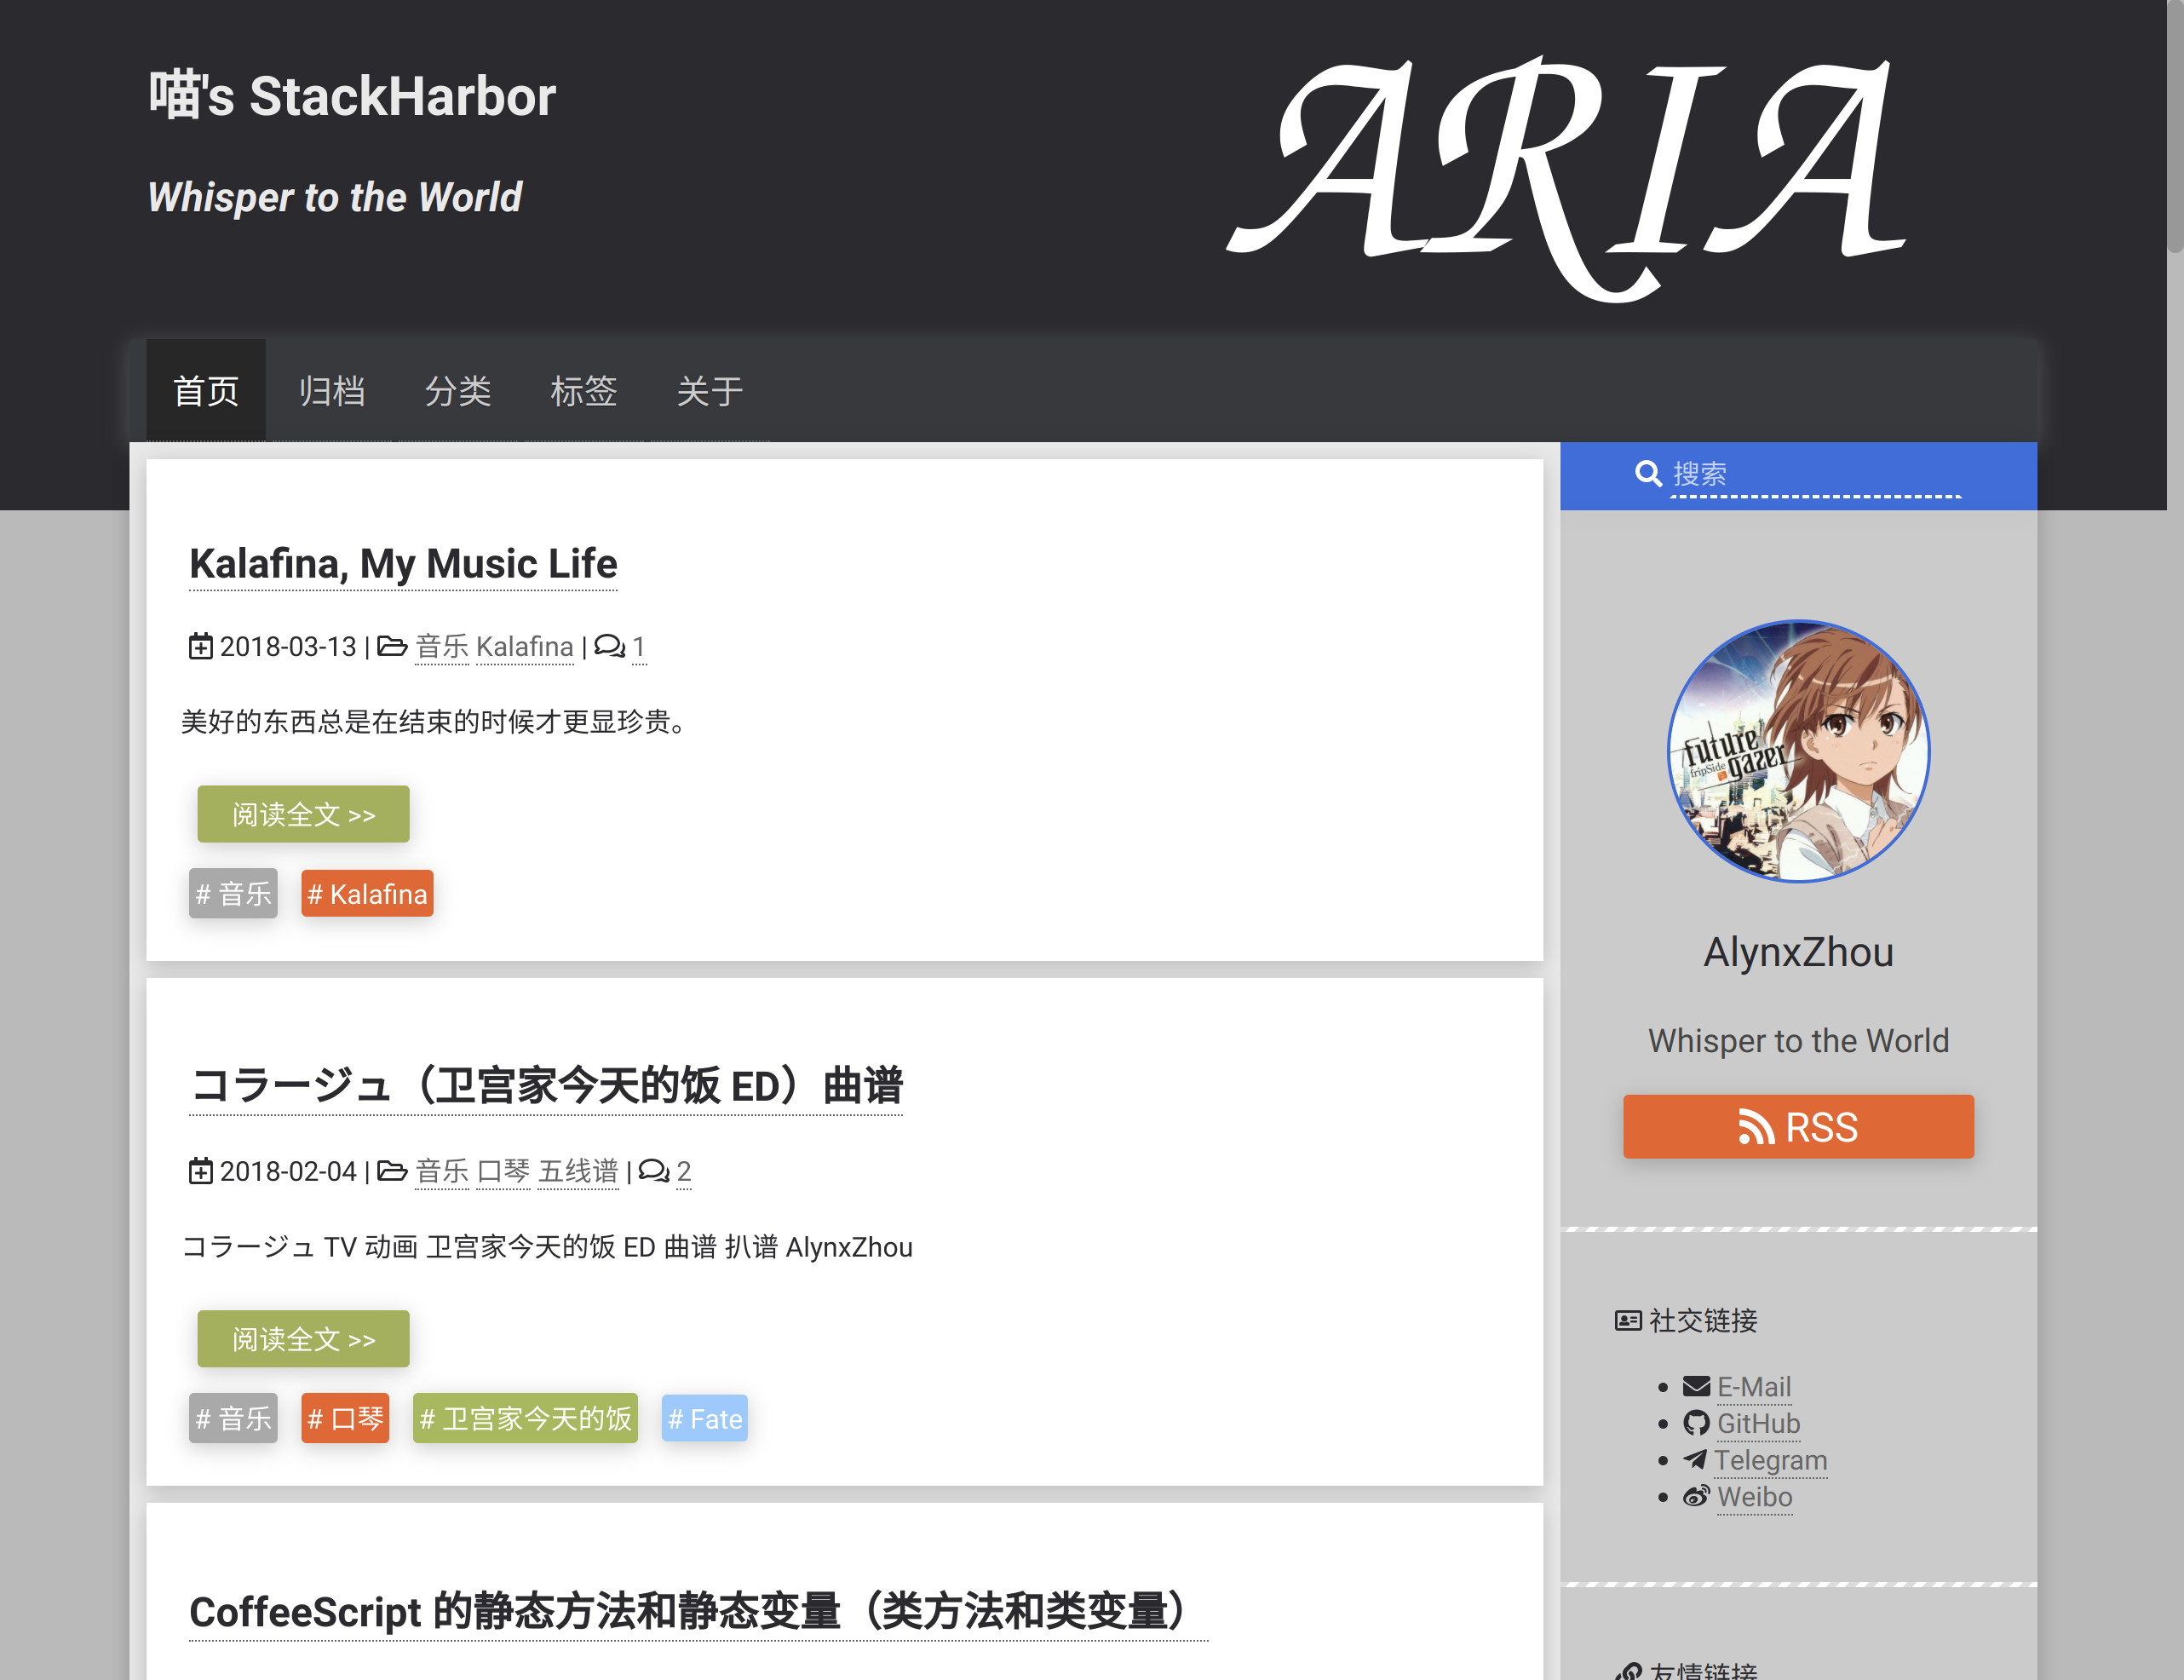 喵's StackHarbor
Whisper to the World
ARIA
首页 归档 分类 标签 关于
搜索
Kalafina, My Music Life
2018-03-13 | 音乐 Kalafina | 1
美好的东西总是在结束的时候才更显珍贵。
阅读全文 >>
# 音乐 # Kalafina
コラージュ（卫宫家今天的饭 ED）曲谱
2018-02-04 | 音乐 口琴 五线谱 | 2
コラージュ TV 动画 卫宫家今天的饭 ED 曲谱 扒谱 AlynxZhou
阅读全文 >>
# 音乐 # 口琴 # 卫宫家今天的饭 # Fate
CoffeeScript 的静态方法和静态变量（类方法和类变量）
future
fripSide
gazer
AlynxZhou
Whisper to the World
RSS
社交链接
E-Mail
GitHub
Telegram
Weibo
友情链接